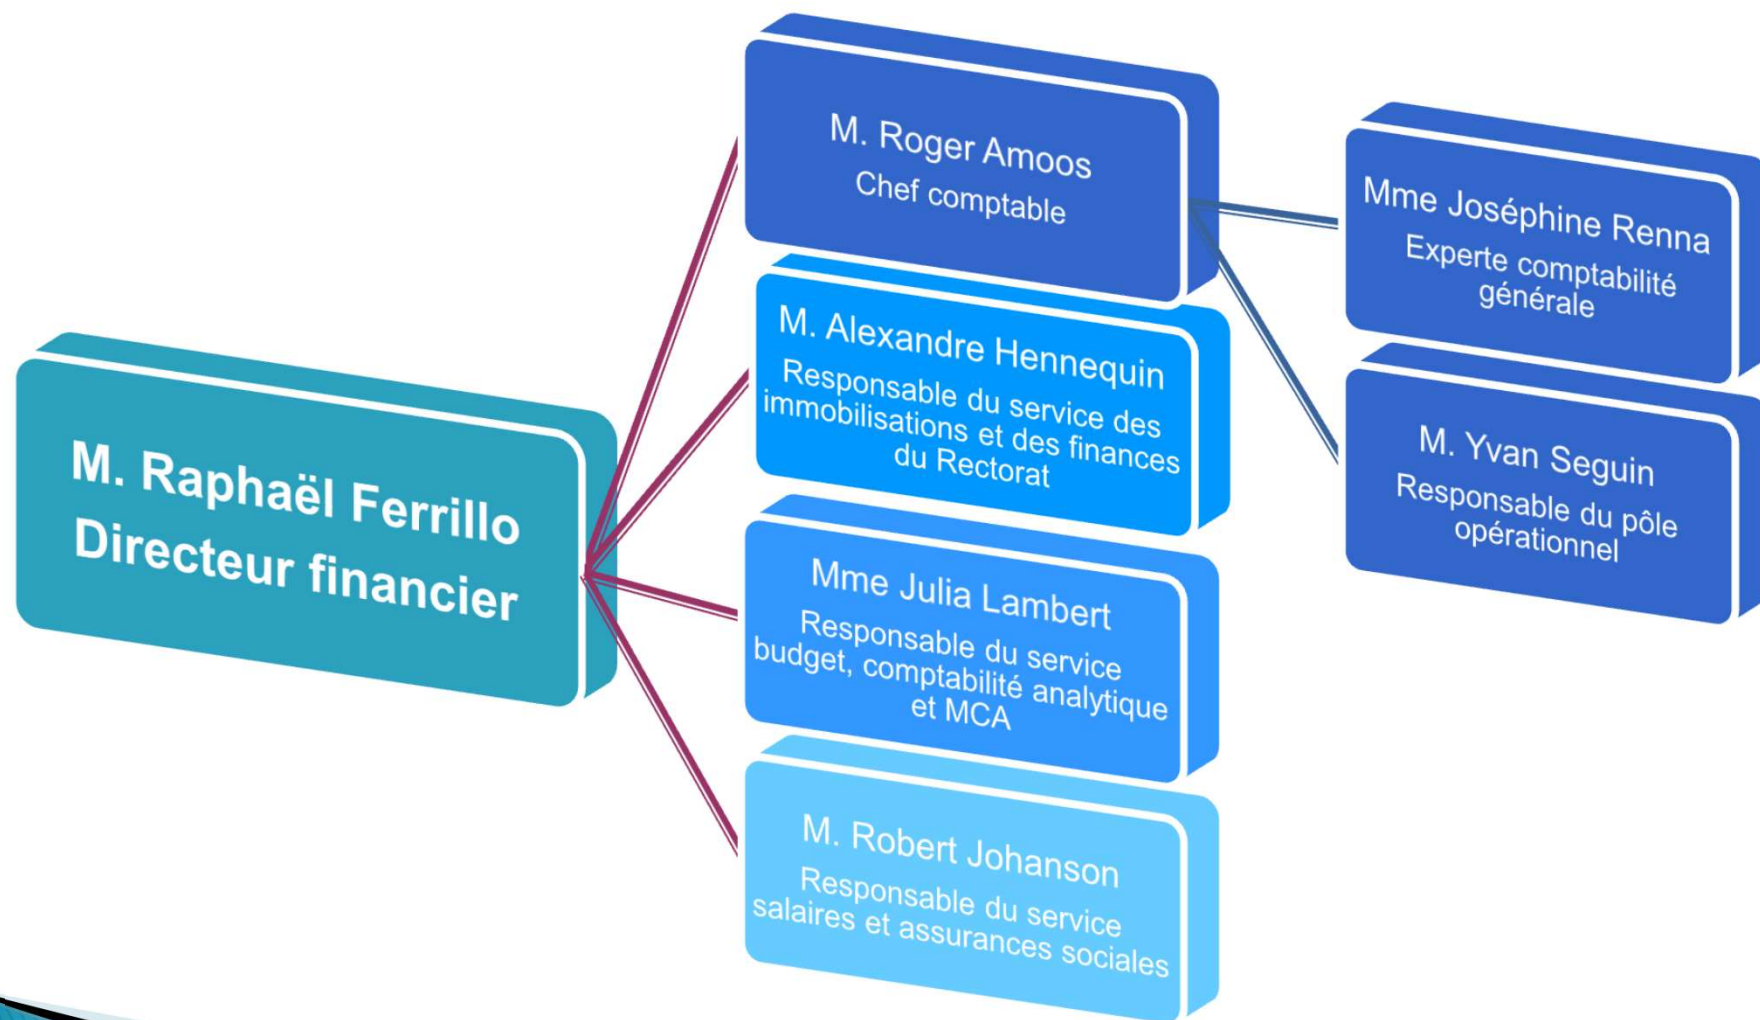 M. Raphaël Ferrillo
Directeur financier
M. Roger Amoos
Chef comptable
M. Alexandre Hennequin
Responsable du service des
immobilisations et des finances
du Rectorat
Mme Julia Lambert
Responsable du service
budget, comptabilité analytique
et MCA
M. Robert Johanson
Responsable du service
salaires et assurances sociales
Mme Joséphine Renna
Experte comptabilité
générale
M. Yvan Seguin
Responsable du pôle
opérationnel